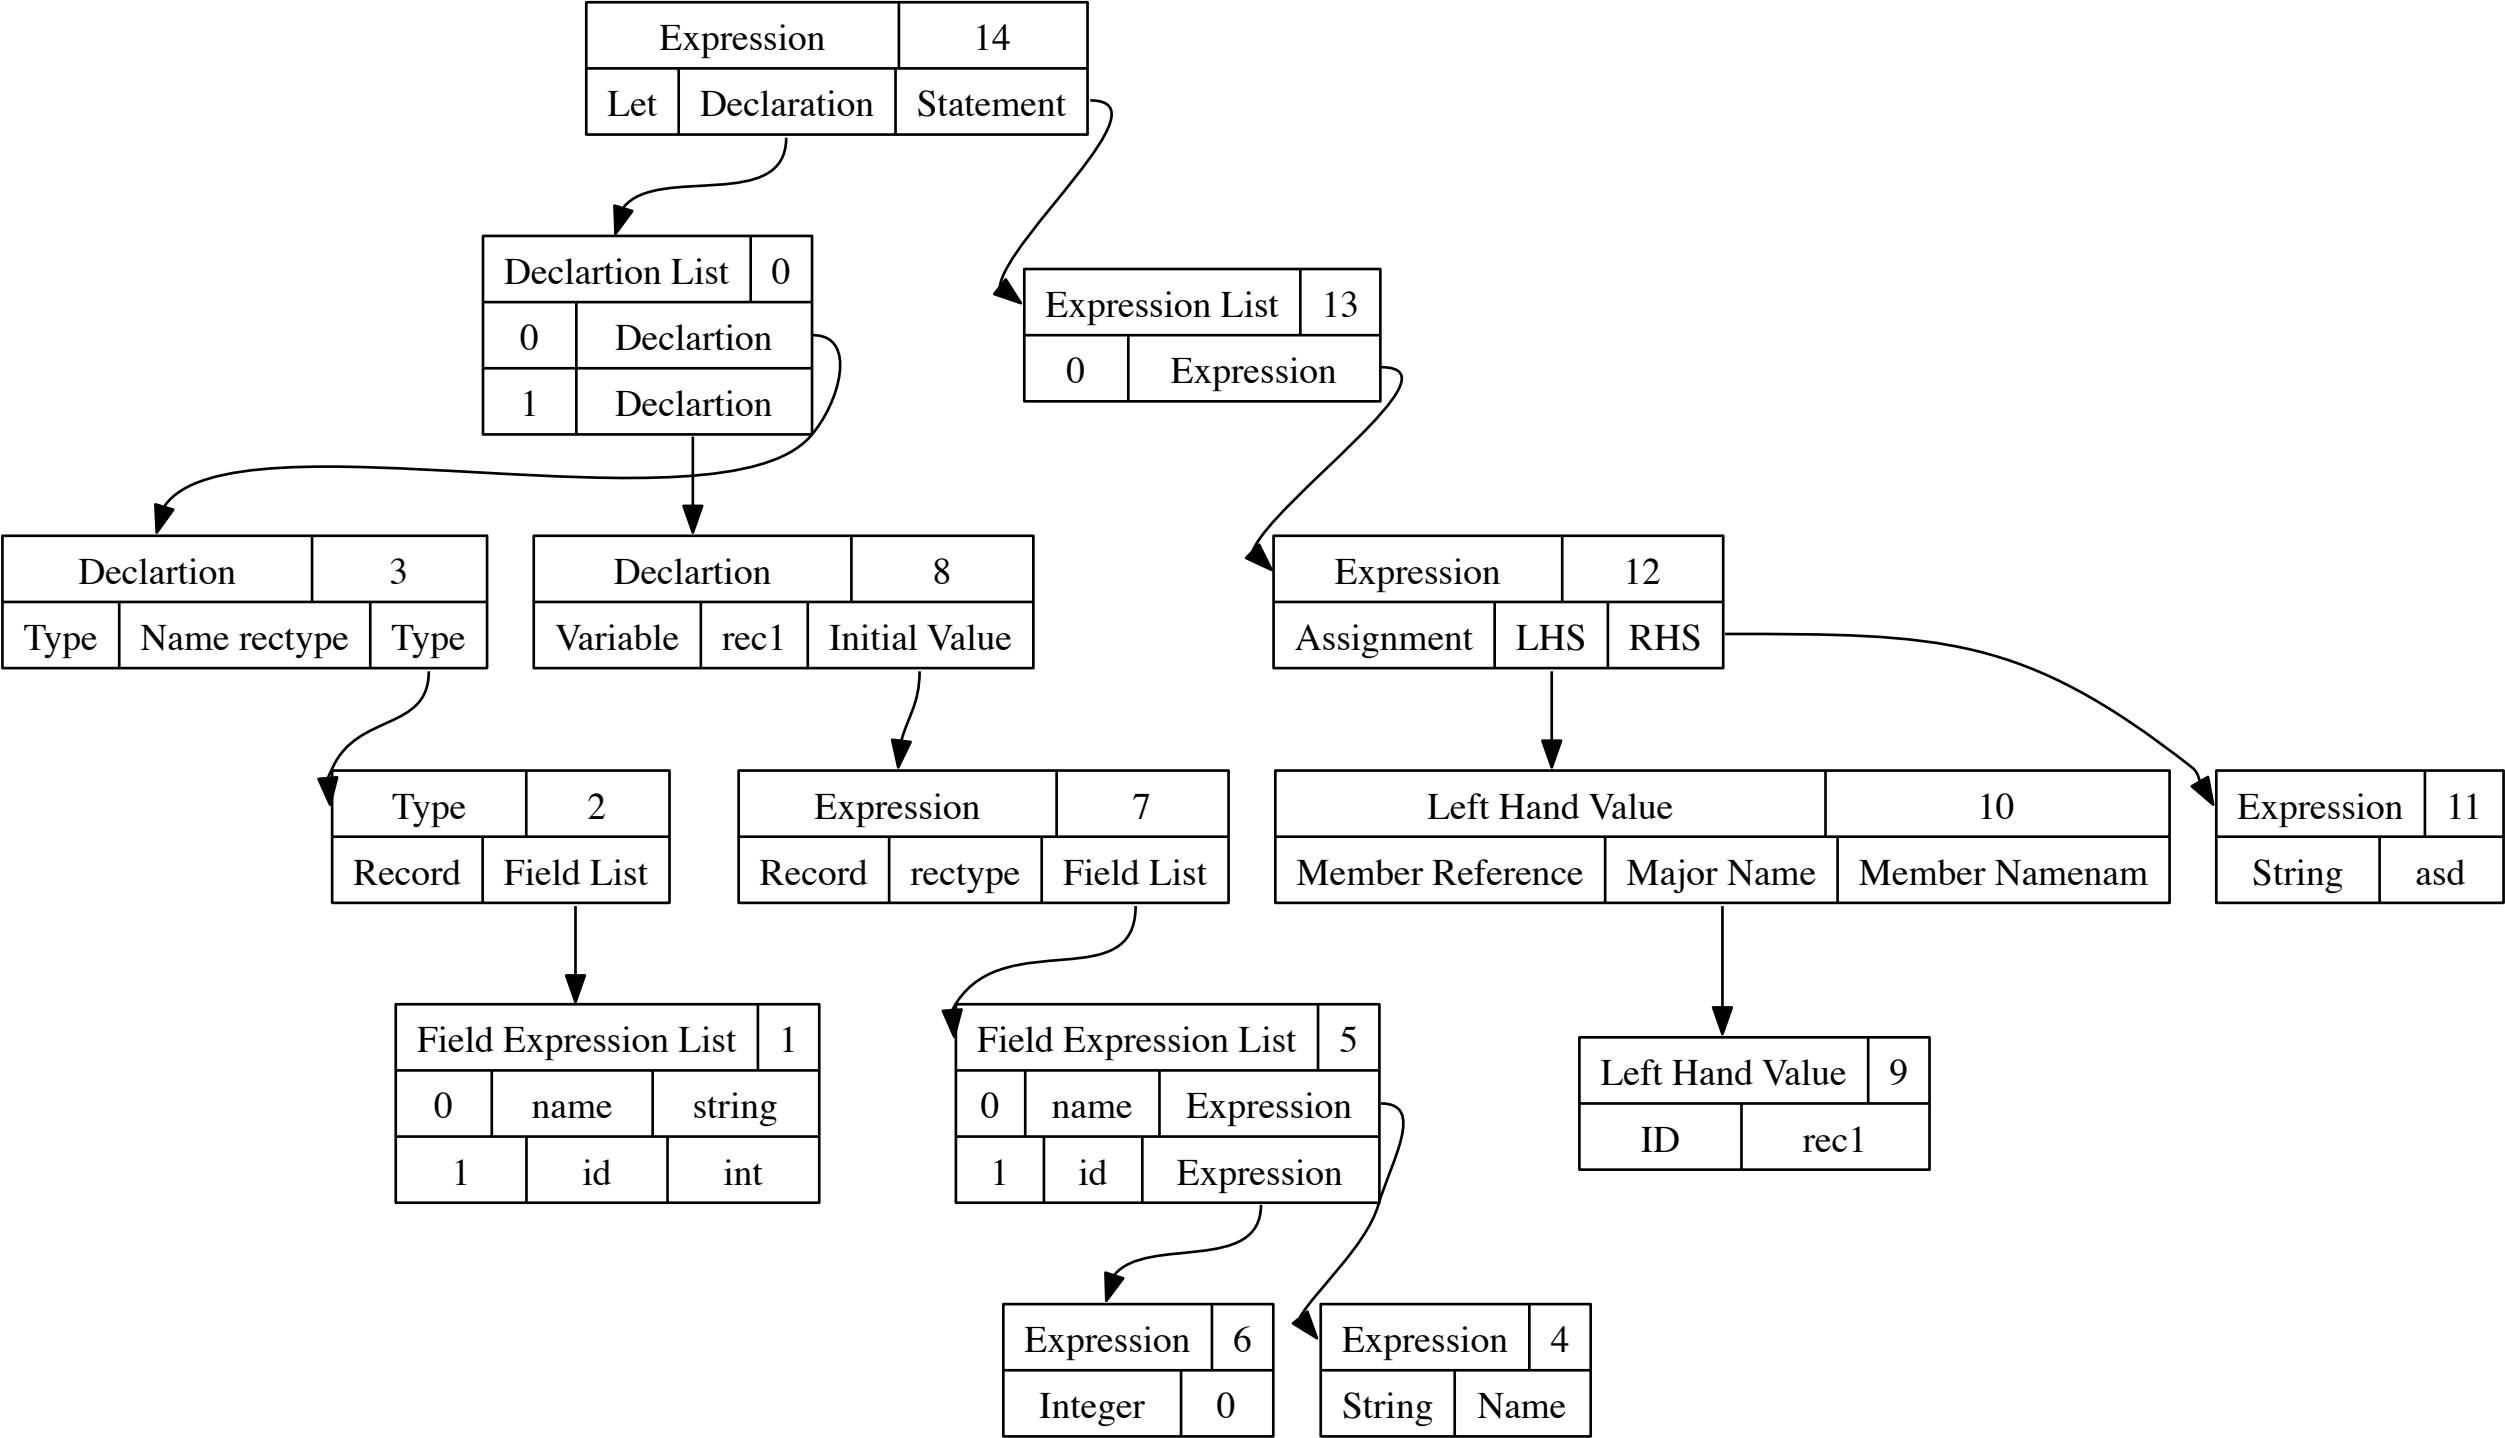 Expression 14
Let Declaration Statement
Declartion List 0
0 Declartion
1 Declartion
Expression List 13
0 Expression
Declartion 3
Type Name rectype Type
Declartion 8
Variable rec1 Initial Value
Expression 12
Assignment LHS RHS
Type 2
Record Field List
Expression 7
Record rectype Field List
Left Hand Value 10
Member Reference Major Name Member Namenam
Expression 11
String asd
Field Expression List 1
0 name string
1 id int
Field Expression List 5
0 name Expression
1 id Expression
Left Hand Value 9
ID rec1
Expression 6
Integer 0
Expression 4
String Name